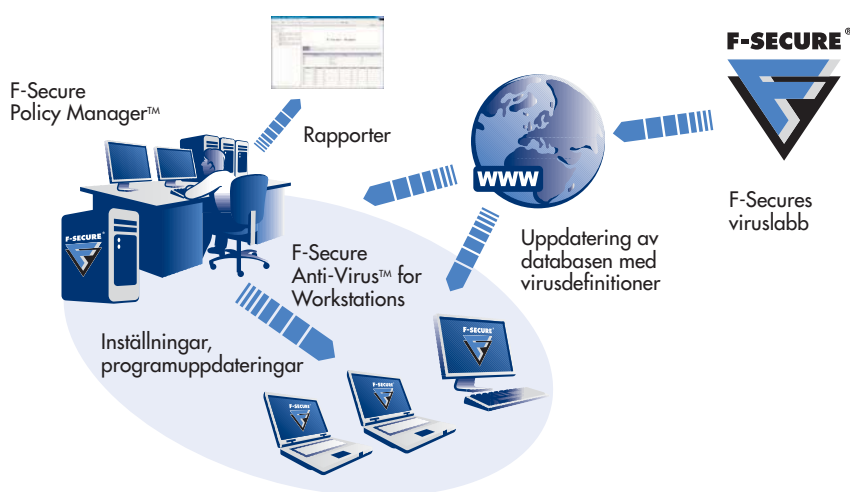 F-SECURE®
F-Secure
Policy Manager™
Rapporter
WWW
F-Secures
viruslabb
F-SECURE
Uppdatering av
databasen med
virusdefinitioner
F-Secure
Anti-Virus™ for
Workstations
Inställningar,
programuppdateringar
F-SECURE
F-SECURE
F-SECURE